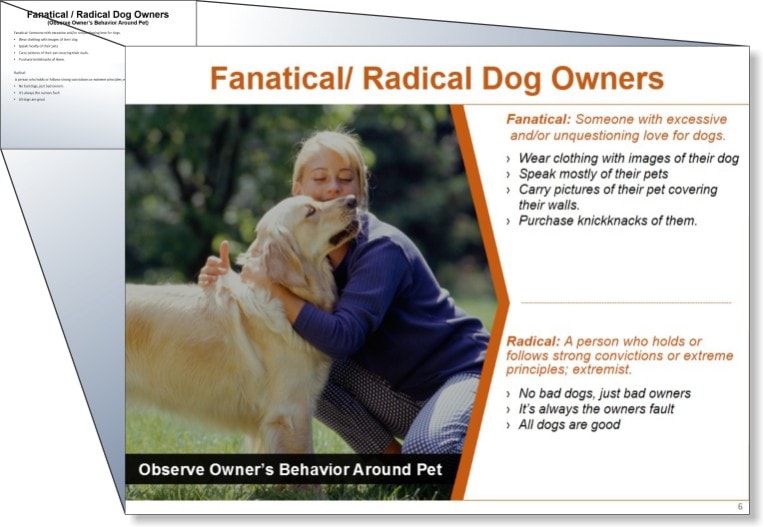 Fanatical / Radical Dog Owners
(Observe Owner's Behavior Around Pet)
Fanatical: Someone with excessive and/or unquestioning love for dogs.
• Wear clothing with images of their dog.
• Speak mostly of their pets
• Carry pictures of their pet covering their walls.
• Purchase knickknacks of them.
Radical
A person who holds or follows strong convictions or extreme principles;
• No bad dogs, just bad owners
• It's always the owners fault
• All dogs are good
Fanatical/ Radical Dog Owners
Fanatical: Someone with excessive
and/or unquestioning love for dogs.
› Wear clothing with images of their dog
› Speak mostly of their pets
› Carry pictures of their pet covering
their walls.
› Purchase knickknacks of them.
Radical: A person who holds or
follows strong convictions or extreme
principles; extremist.
› No bad dogs, just bad owners
› It's always the owners fault
› All dogs are good
Observe Owner's Behavior Around Pet
6